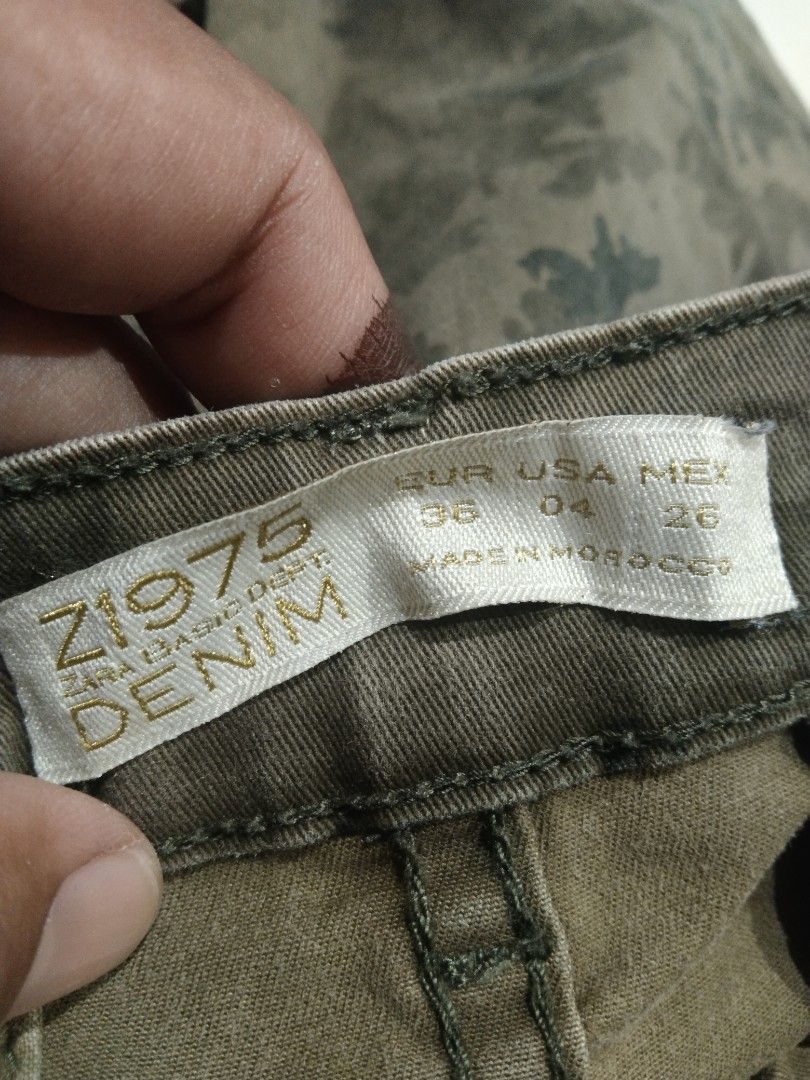 Z1975
ZARA BASIC DEPT.
DENIM
EUR USA MEX
36 04 26
MADE IN MOROCCO